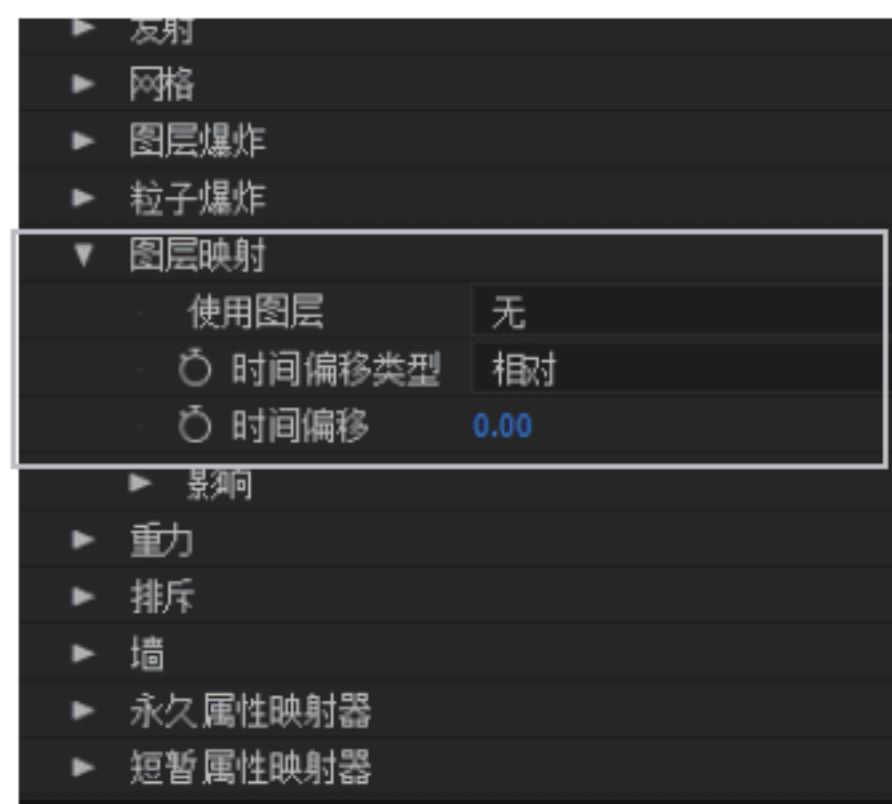 发射
网格
图层爆炸
粒子爆炸
图层映射
使用图层 无
时间偏移类型 相对
时间偏移 0.00
影响
重力
排斥
墙
永久属性映射器
短暂属性映射器